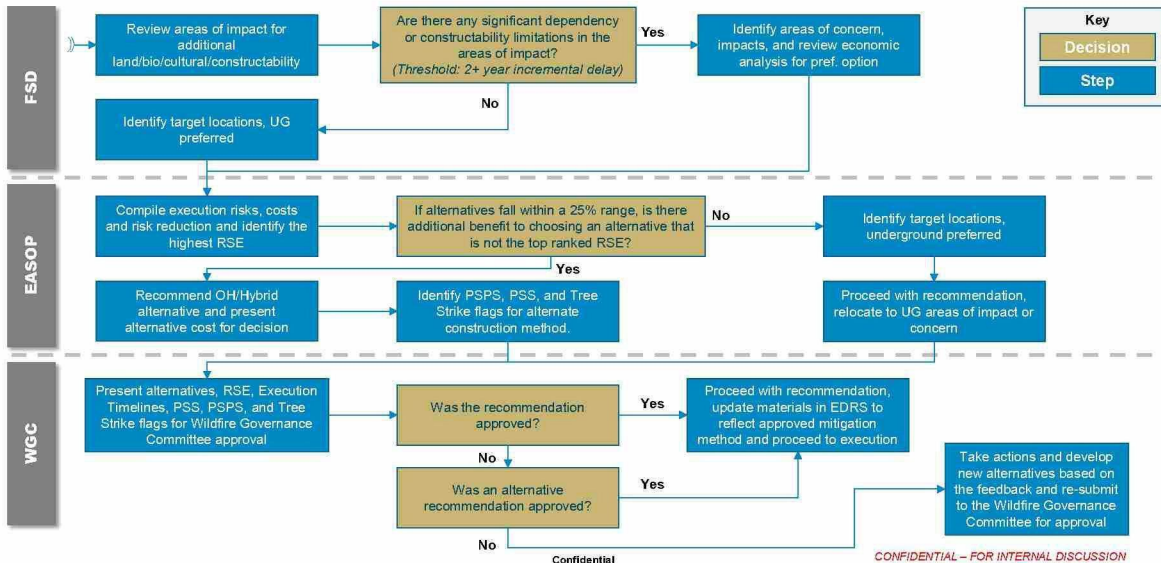 FSD
Review areas of impact for
additional
land/bio/cultural/constructability
Are there any significant dependency
or constructability limitations in the
areas of impact?
(Threshold: 2+ year incremental delay)
Yes
Identify areas of concern,
impacts, and review economic
analysis for pref. option
Key
Decision
Step
No
Identify target locations, UG
preferred
EASOP
Compile execution risks, costs
and risk reduction and identify the
highest RSE
If alternatives fall within a 25% range, is there
additional benefit to choosing an alternative that
is not the top ranked RSE?
No
Identify target locations,
underground preferred
Yes
Recommend OH/Hybrid
alternative and present
alternative cost for decision
Identify PSPS, PSS, and Tree
Strike flags for alternate
construction method.
Proceed with recommendation,
relocate to UG areas of impact or
concern
WGC
Present alternatives, RSE, Execution
Timelines, PSS, PSPS, and Tree
Strike flags for Wildfire Governance
Committee approval
Was the recommendation
approved?
Yes
Proceed with recommendation,
update materials in EDRS to
reflect approved mitigation
method and proceed to execution
No
Was an alternative
recommendation approved?
Yes
Take actions and develop
new alternatives based on
the feedback and re-submit
to the Wildfire Governance
Committee for approval
No
Confidential
CONFIDENTIAL – FOR INTERNAL DISCUSSION